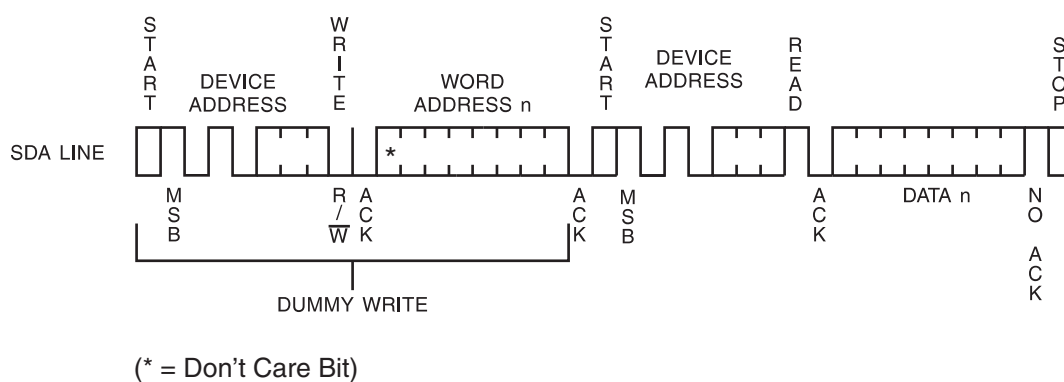 START
DEVICE
ADDRESS
WRITE
WORD
ADDRESS n
START
DEVICE
ADDRESS
READ
STOP
SDA LINE
*
MSB
R/W
ACK
ACK
MSB
ACK
DATA n
NO ACK
DUMMY WRITE
(* = Don't Care Bit)